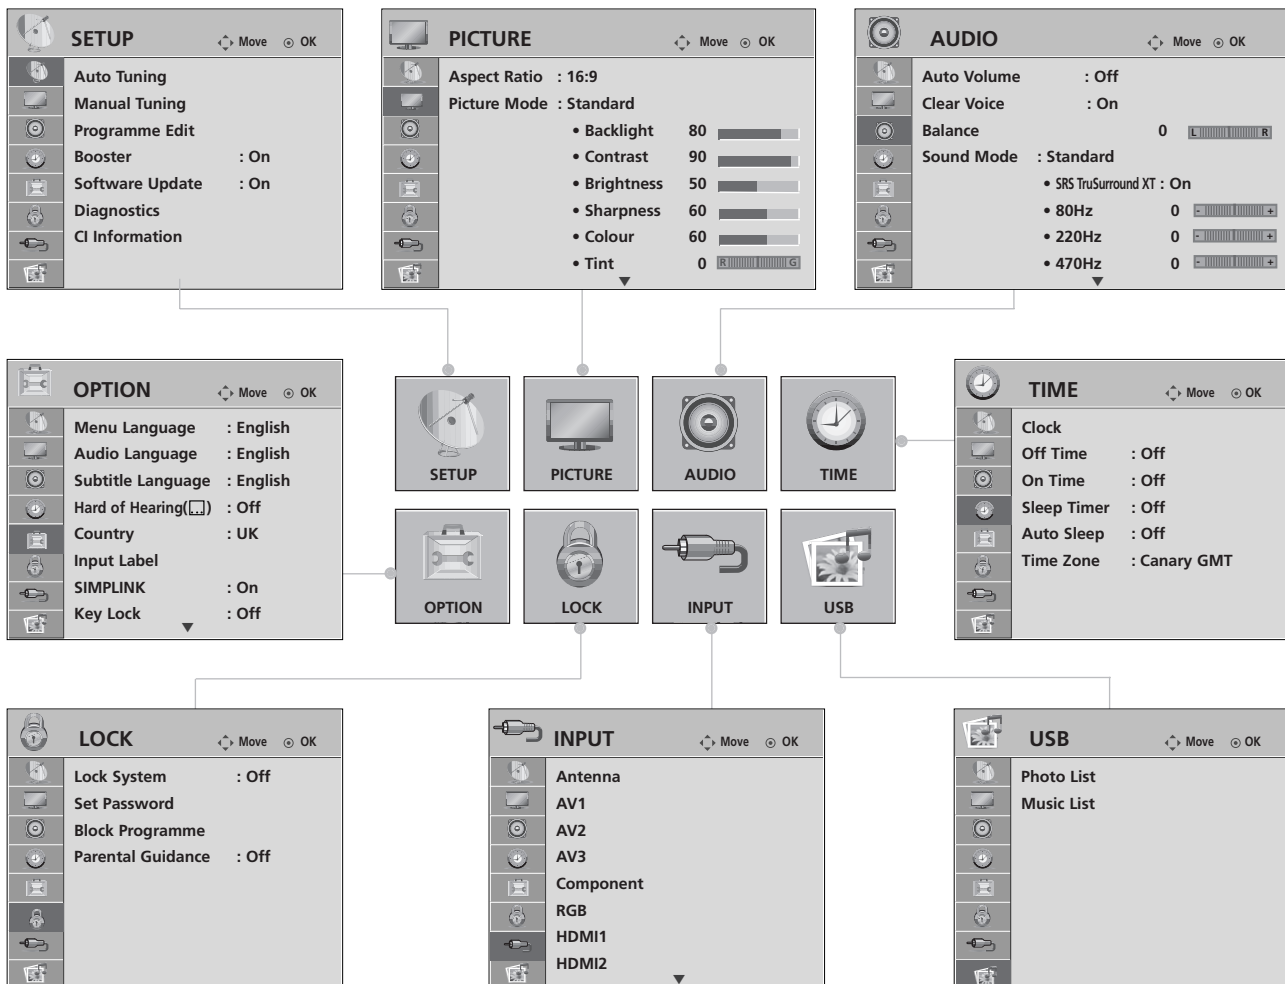 SETUP Move OK
Auto Tuning
Manual Tuning
Programme Edit
Booster : On
Software Update : On
Diagnostics
CI Information
PICTURE Move OK
Aspect Ratio : 16:9
Picture Mode : Standard
• Backlight 80
• Contrast 90
• Brightness 50
• Sharpness 60
• Colour 60
• Tint 0 R G
AUDIO Move OK
Auto Volume : Off
Clear Voice : On
Balance 0 L R
Sound Mode : Standard
• SRS TruSurround XT : On
• 80Hz 0 - +
• 220Hz 0 - +
• 470Hz 0 - +
OPTION Move OK
Menu Language : English
Audio Language : English
Subtitle Language : English
Hard of Hearing( ) : Off
Country : UK
Input Label
SIMPLINK : On
Key Lock : Off
SETUP
PICTURE
AUDIO
TIME
OPTION
LOCK
INPUT
USB
TIME Move OK
Clock
Off Time : Off
On Time : Off
Sleep Timer : Off
Auto Sleep : Off
Time Zone : Canary GMT
LOCK Move OK
Lock System : Off
Set Password
Block Programme
Parental Guidance : Off
INPUT Move OK
Antenna
AV1
AV2
AV3
Component
RGB
HDMI1
HDMI2
USB Move OK
Photo List
Music List